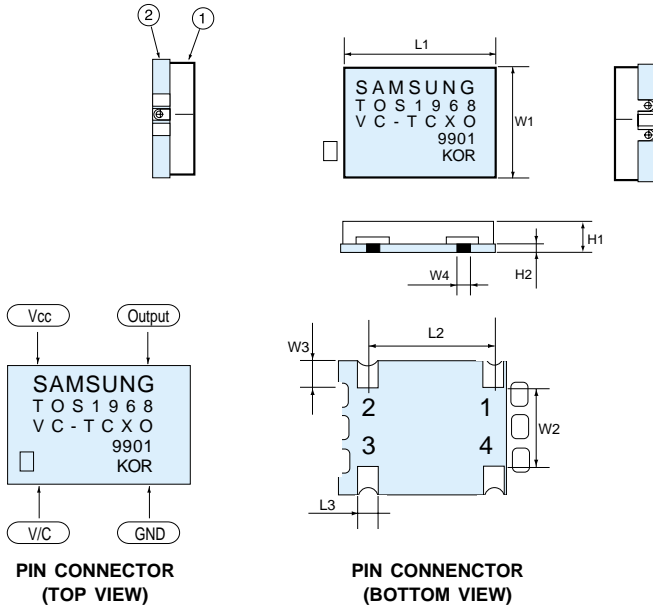 2 1
L1
SAMSUNG
TOS1968
VC-TCXO
9901
KOR
W1
H1
H2
W4
Vcc Output
SAMSUNG
TOS1968
VC-TCXO
9901
KOR
V/C GND
PIN CONNECTOR
(TOP VIEW)
L2
W3
2 1
3 4
W2
L3
PIN CONNENCTOR
(BOTTOM VIEW)